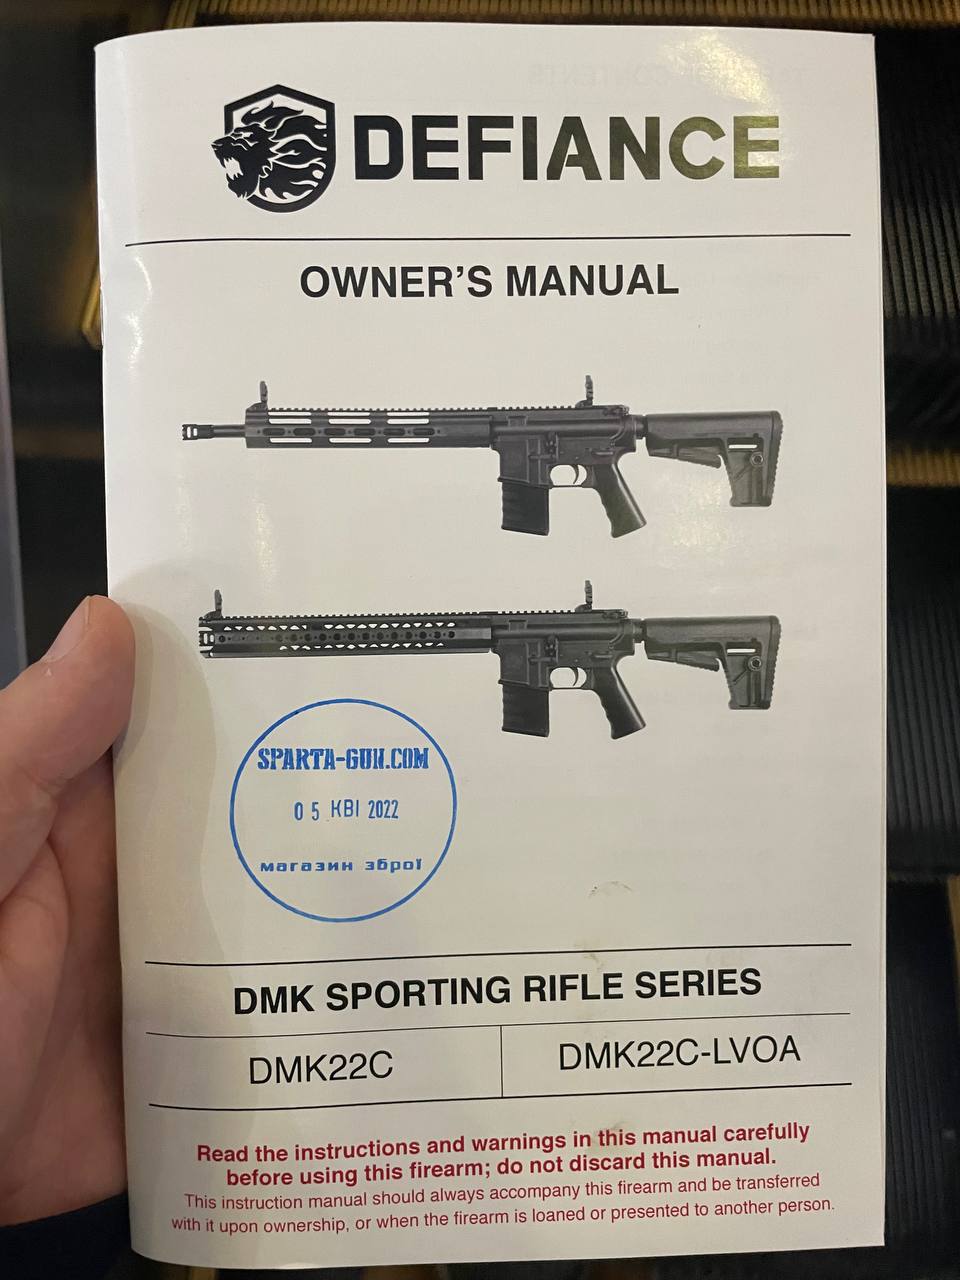 DEFIANCE
OWNER'S MANUAL
SPARTA-GUN.COM
05 КВІ 2022
магазин зброї
DMK SPORTING RIFLE SERIES
DMK22C
DMK22C-LVOA
Read the instructions and warnings in this manual carefully
before using this firearm; do not discard this manual.
This instruction manual should always accompany this firearm and be transferred
with it upon ownership, or when the firearm is loaned or presented to another person.